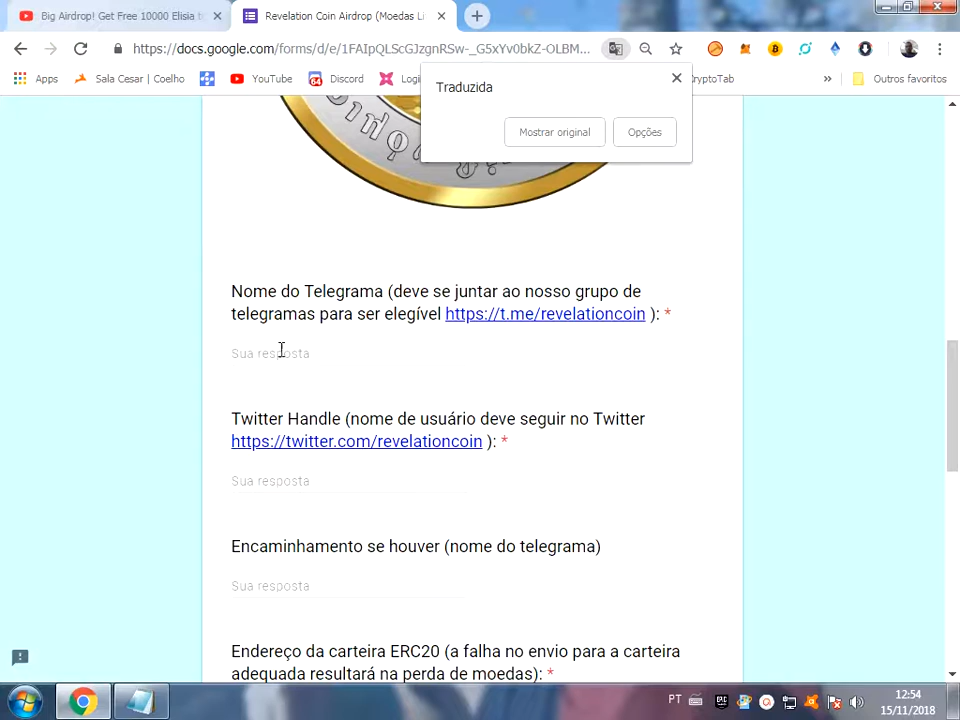 Big Airdrop! Get Free 10000 Elisia to
Revelation Coin Airdrop (Moedas Li
https://docs.google.com/forms/d/e/1FAIpQLScGJzgnRSw-_G5xYv0bkZ-OLBM...
Apps
Sala Cesar | Coelho
YouTube
Discord
Logi
CryptoTab
»
Outros favoritos
Traduzida
Mostrar original
Opções
Nome do Telegrama (deve se juntar ao nosso grupo de
telegramas para ser elegível https://t.me/revelationcoin ): *
Sua resposta
Twitter Handle (nome de usuário deve seguir no Twitter
https://twitter.com/revelationcoin ): *
Sua resposta
Encaminhamento se houver (nome do telegrama)
Sua resposta
Endereço da carteira ERC20 (a falha no envio para a carteira
adequada resultará na perda de moedas): *
PT
12:54
15/11/2018